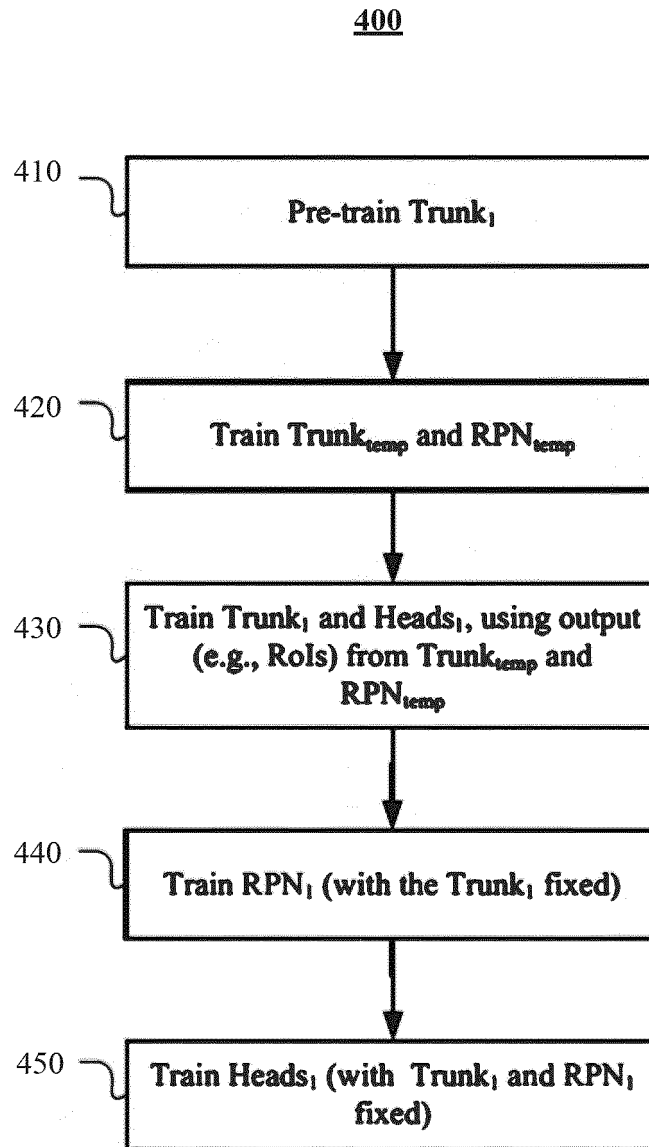 400
410
Pre-train Trunk₁
420
Train Trunkₜₑₘₚ and RPNₜₑₘₚ
430
Train Trunk₁ and Heads₁, using output
(e.g., RoIs) from Trunkₜₑₘₚ and
RPNₜₑₘₚ
440
Train RPN₁ (with the Trunk₁ fixed)
450
Train Heads₁ (with Trunk₁ and RPN₁
fixed)